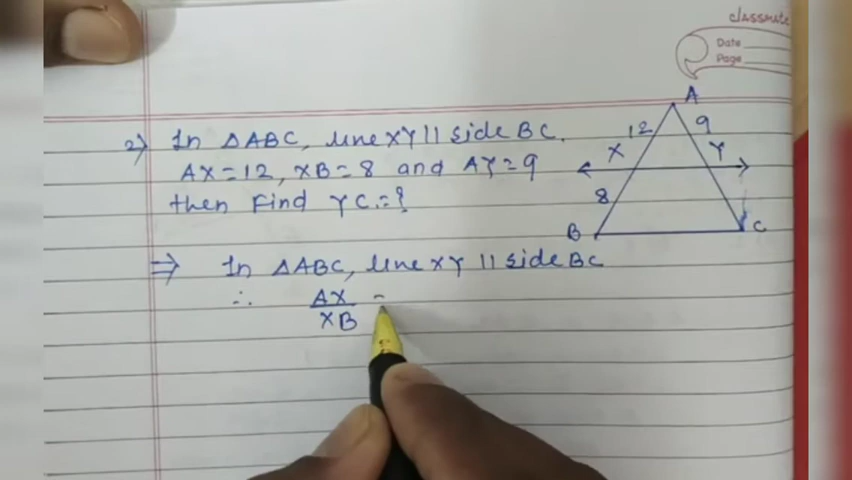 classmate
Date
Page
2) In △ABC, line XY || side BC.
AX=12, XB=8 and AY=9
then Find YC=?
A
12
9
X
Y
8
B
C
⇒ In △ABC, line XY || side BC
∴ AX =
XB